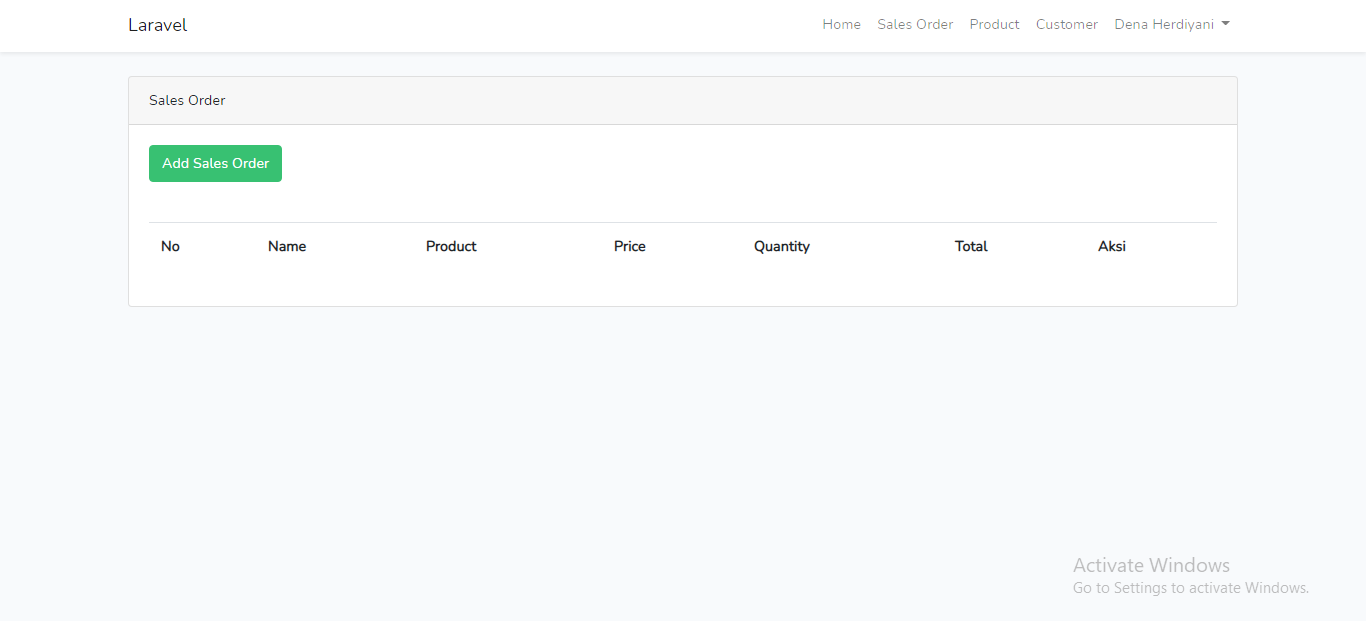 Laravel Home Sales Order Product Customer Dena Herdiyani
Sales Order
Add Sales Order
No Name Product Price Quantity Total Aksi
Activate Windows
Go to Settings to activate Windows.